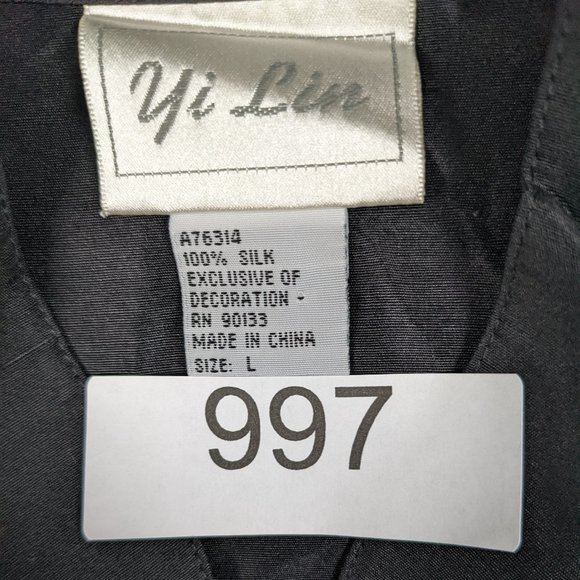 Yi Lin
A76314
100% SILK
EXCLUSIVE OF
DECORATION -
RN 90133
MADE IN CHINA
SIZE: L
997